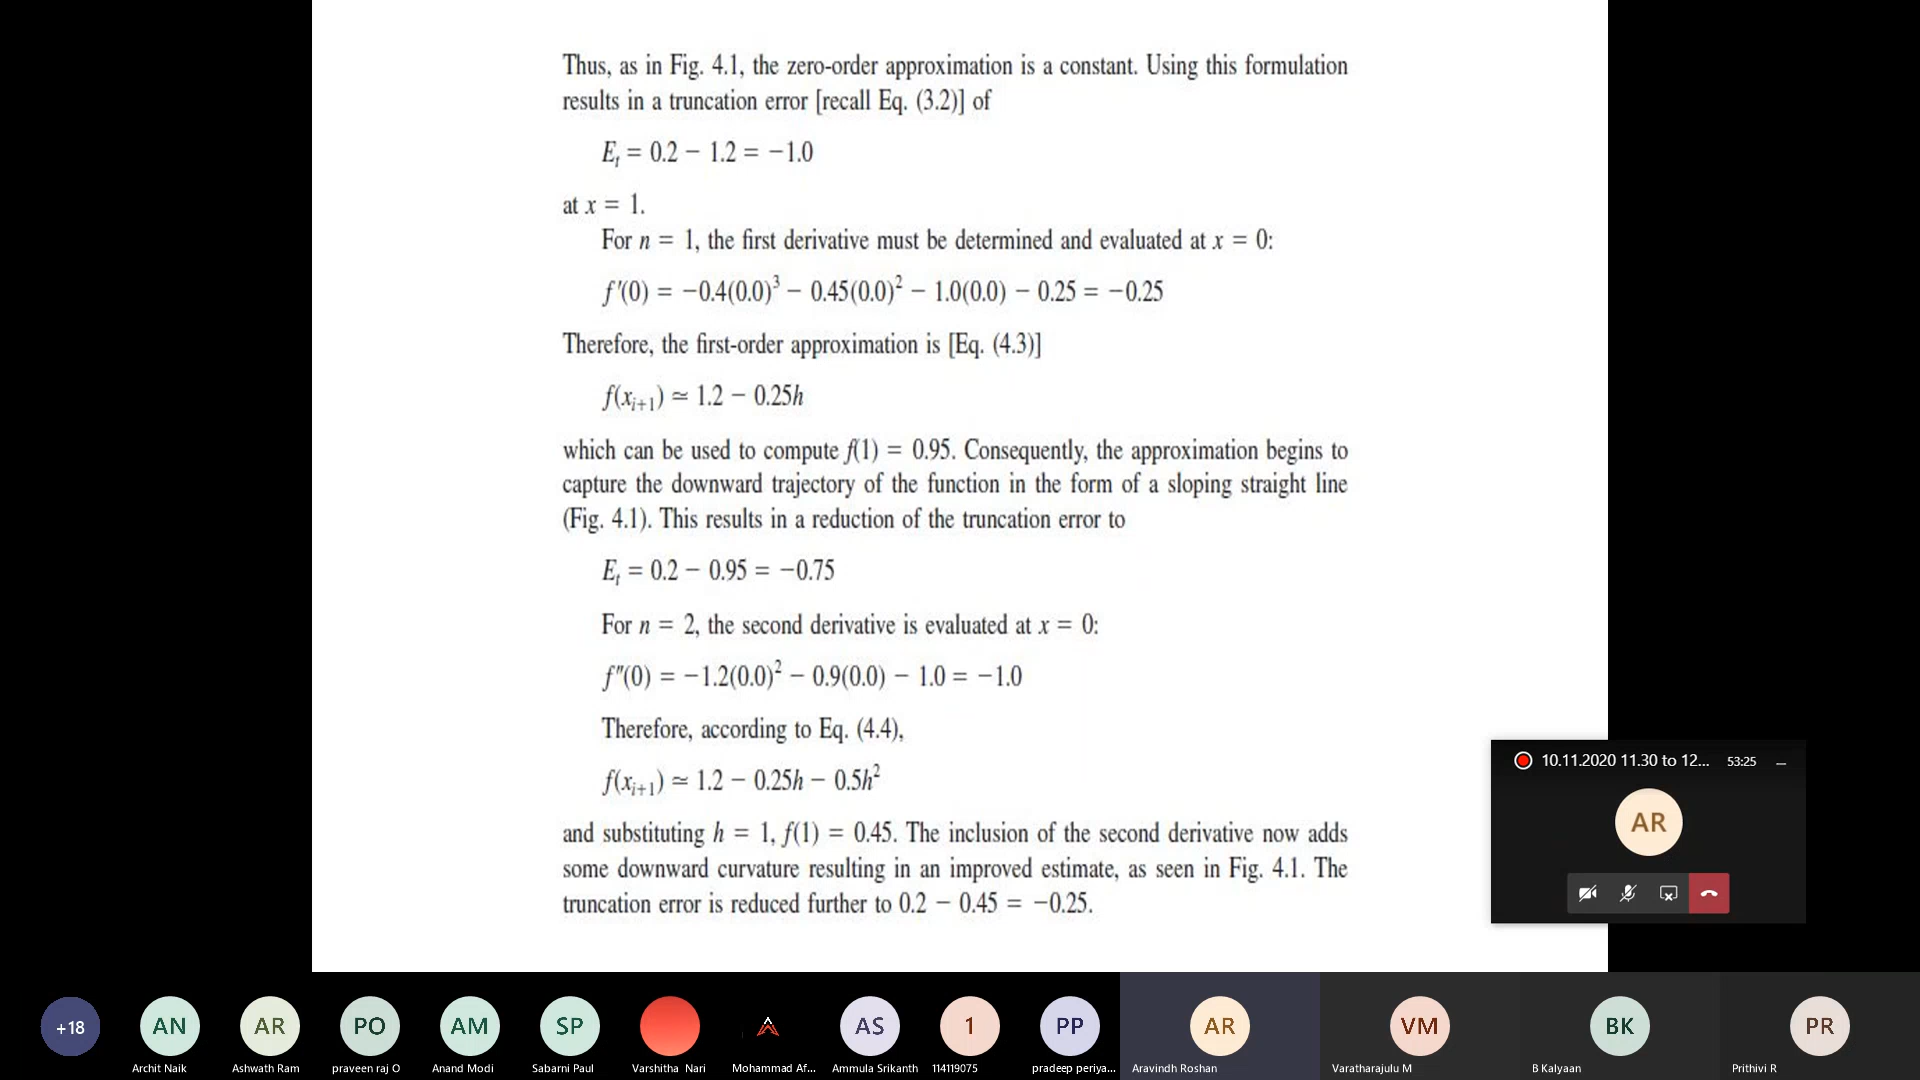 Thus, as in Fig. 4.1, the zero-order approximation is a constant. Using this formulation
results in a truncation error [recall Eq. (3.2)] of
Eₜ = 0.2 − 1.2 = −1.0
at x = 1.
For n = 1, the first derivative must be determined and evaluated at x = 0:
f′(0) = −0.4(0.0)³ − 0.45(0.0)² − 1.0(0.0) − 0.25 = −0.25
Therefore, the first-order approximation is [Eq. (4.3)]
f(xᵢ₊₁) ≃ 1.2 − 0.25h
which can be used to compute f(1) = 0.95. Consequently, the approximation begins to
capture the downward trajectory of the function in the form of a sloping straight line
(Fig. 4.1). This results in a reduction of the truncation error to
Eₜ = 0.2 − 0.95 = −0.75
For n = 2, the second derivative is evaluated at x = 0:
f″(0) = −1.2(0.0)² − 0.9(0.0) − 1.0 = −1.0
Therefore, according to Eq. (4.4),
f(xᵢ₊₁) ≃ 1.2 − 0.25h − 0.5h²
and substituting h = 1, f(1) = 0.45. The inclusion of the second derivative now adds
some downward curvature resulting in an improved estimate, as seen in Fig. 4.1. The
truncation error is reduced further to 0.2 − 0.45 = −0.25.
10.11.2020 11.30 to 12... 53:25
AR
+18 AN AR PO AM SP AS 1 PP AR VM BK PR
Archit Naik Ashwath Ram praveen raj O Anand Modi Sabarni Paul Varshitha Nari Mohammad Af... Ammula Srikanth 114119075 pradeep periya... Aravindh Roshan Varatharajulu M B Kalyaan Prithivi R